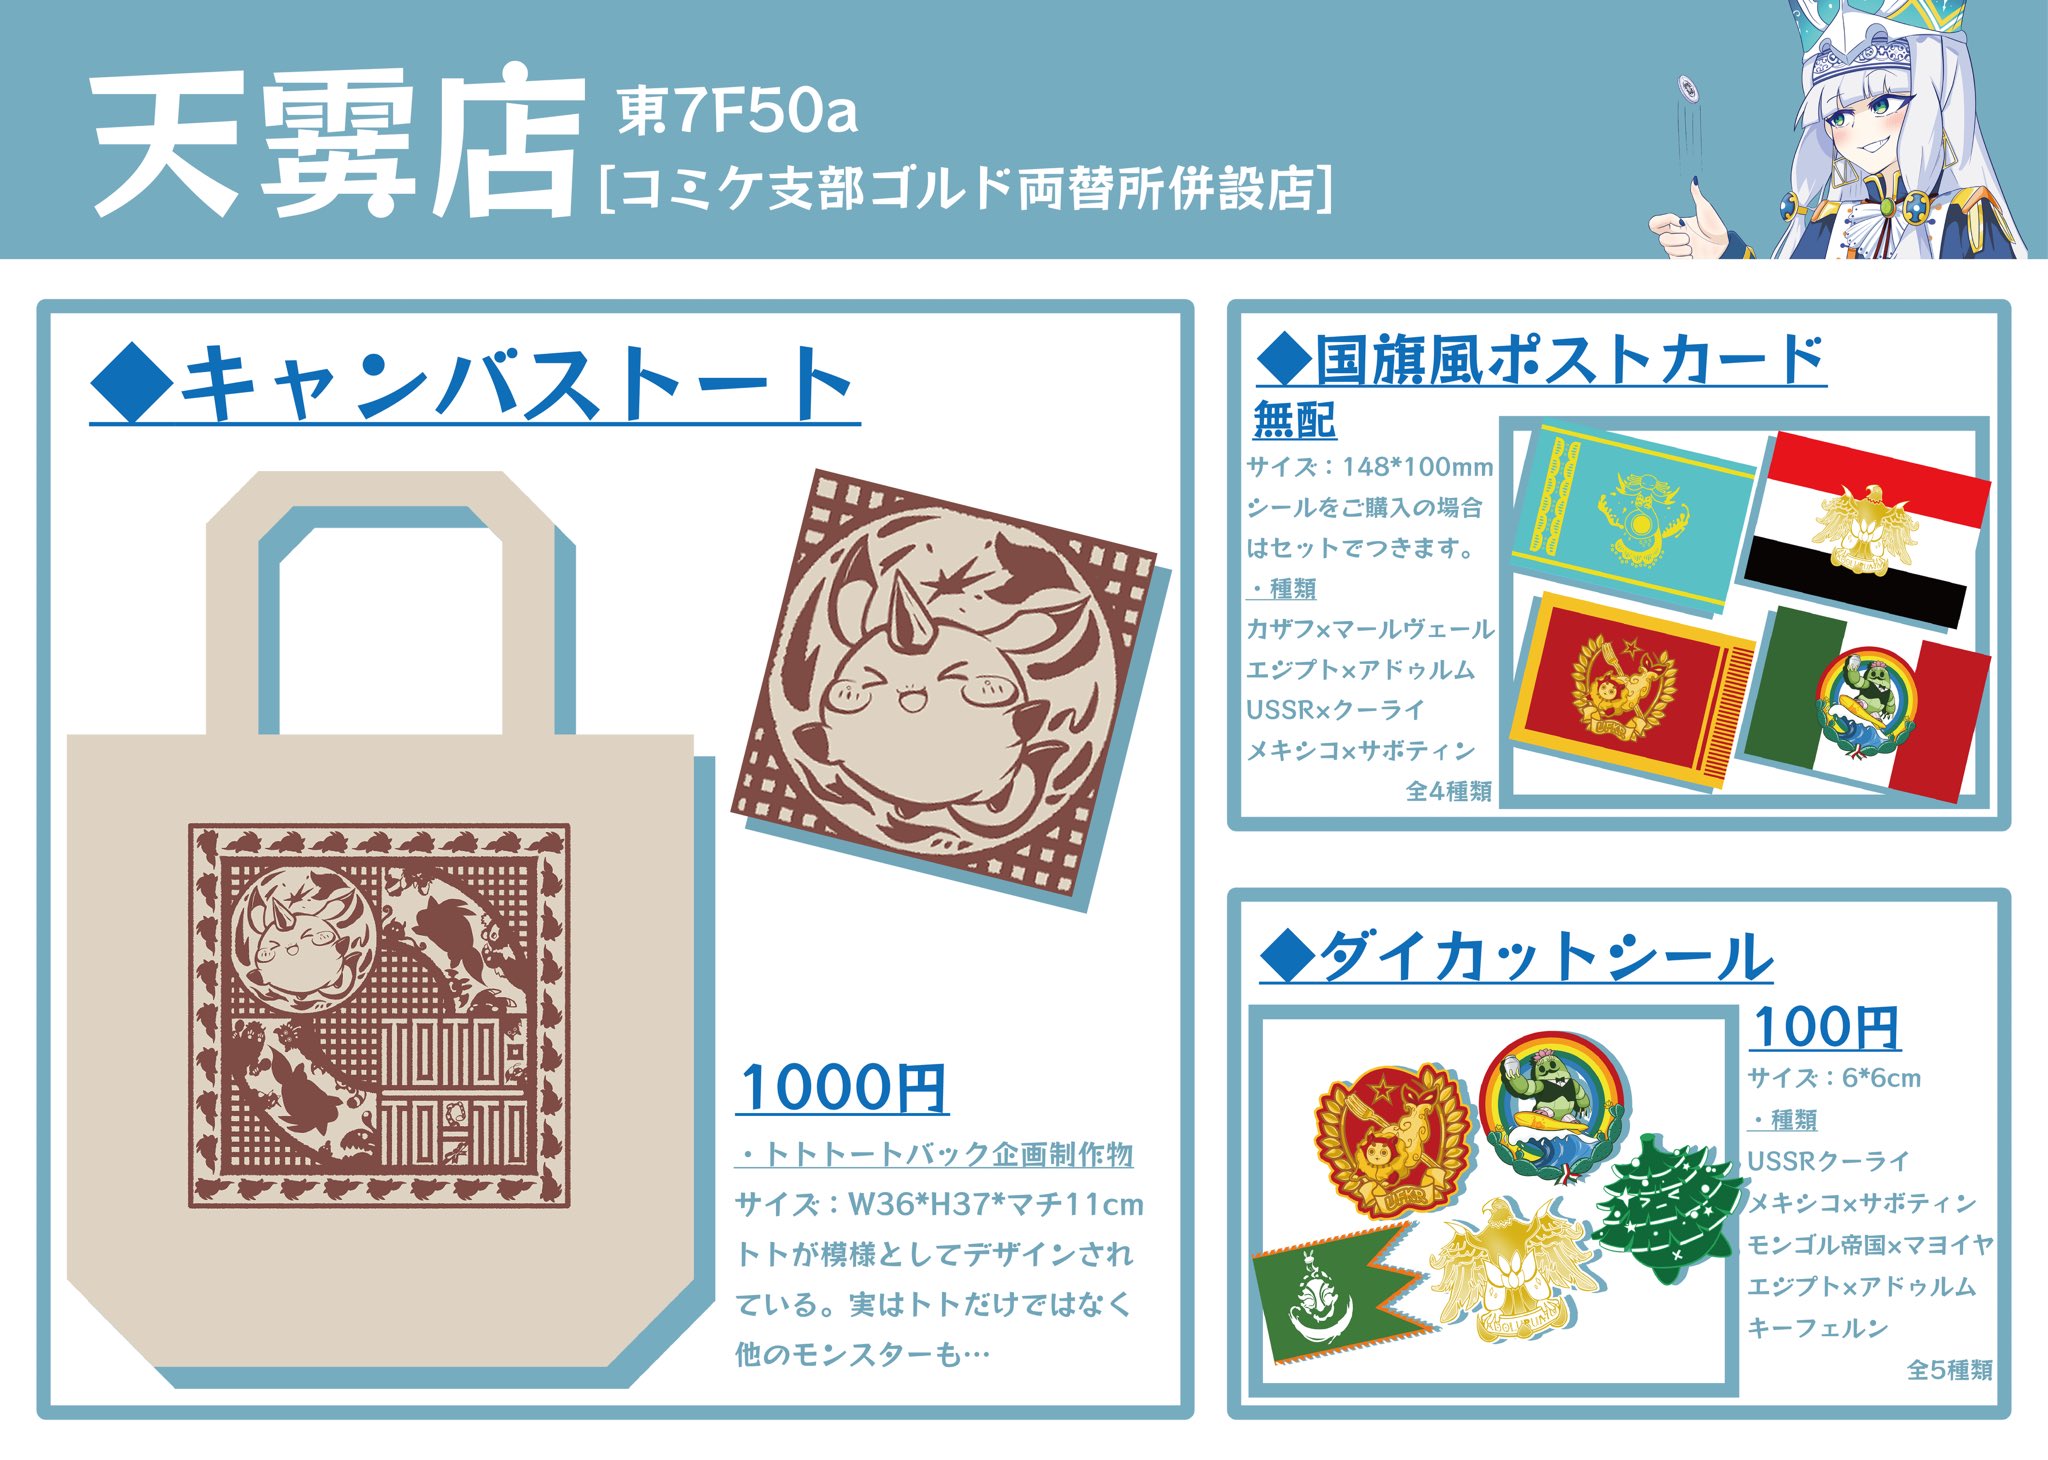 天霎店
東7F50a
[コミケ支部ゴルド両替所併設店]
◆キャンバストート
1000円
・トトトートバック企画制作物
サイズ：W36*H37*マチ11cm
トトが模様としてデザインされ
ている。実はトトだけではなく
他のモンスターも…
◆国旗風ポストカード
無配
サイズ：148*100mm
シールをご購入の場合
はセットでつきます。
・種類
カザフ×マールヴェール
エジプト×アドゥルム
USSR×クーライ
メキシコ×サボティン
全4種類
◆ダイカットシール
100円
サイズ：6*6cm
・種類
USSRクーライ
メキシコ×サボティン
モンゴル帝国×マヨイヤ
エジプト×アドゥルム
キーフェルン
全5種類